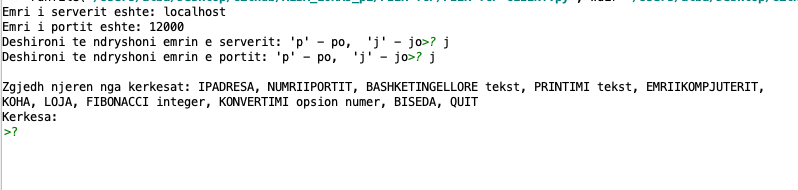 Emri i serverit eshte: localhost
Emri i portit eshte: 12000
Deshironi te ndryshoni emrin e serverit: 'p' – po,  'j' – jo>? j
Deshironi te ndryshoni emrin e portit: 'p' – po,  'j' – jo>? j
Zgjedh njeren nga kerkesat: IPADRESA, NUMRIIPORTIT, BASHKETINGELLORE tekst, PRINTIMI tekst, EMRIIKOMPJUTERIT,
KOHA, LOJA, FIBONACCI integer, KONVERTIMI opsion numer, BISEDA, QUIT
Kerkesa:
>?